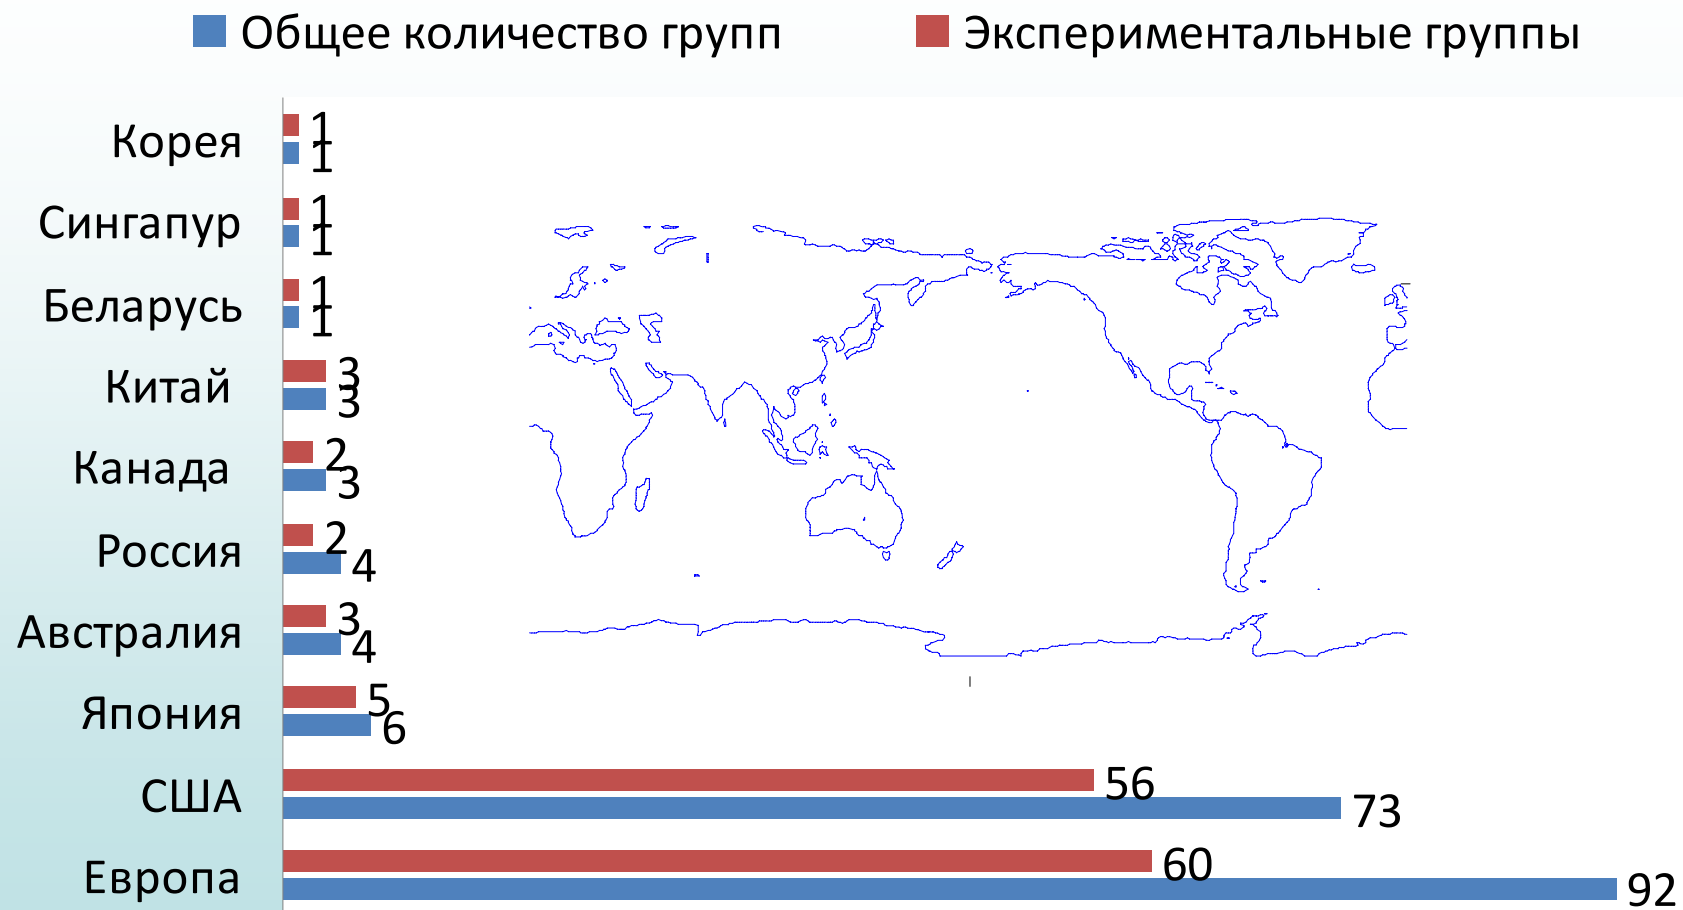 Общее количество групп Экспериментальные группы
Корея 1
1
Сингапур 1
1
Беларусь 1
1
Китай 3
3
Канада 2
3
Россия 2
4
Австралия 3
4
Япония 5
6
США 56
73
Европа 60
92